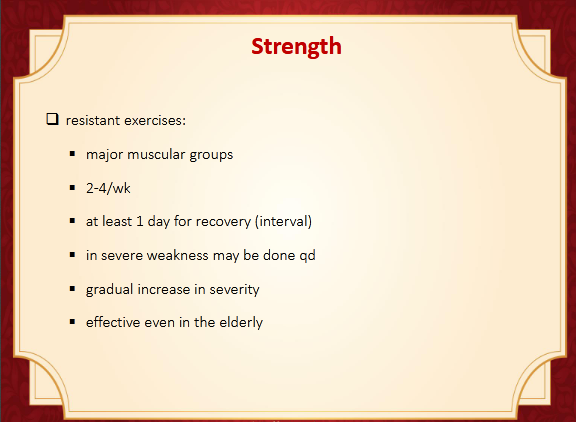 Strength
resistant exercises:
major muscular groups
2-4/wk
at least 1 day for recovery (interval)
in severe weakness may be done qd
gradual increase in severity
effective even in the elderly